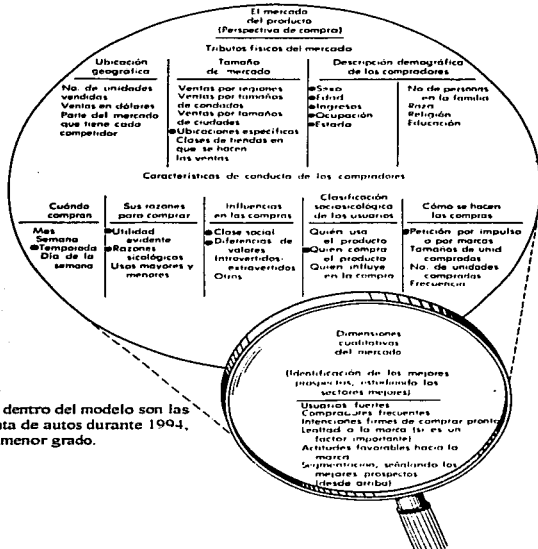 El mercado
del producto
(Perspectiva de compra)
Tributos físicos del mercado
Ubicación
geográfica
No. de unidades
vendidas
Ventas en dólares
Parte del mercado
que tiene cada
competidor
Tamaño
de mercado
Ventas por regiones
Ventas por tamaños
de condados
Ventas por tamaños
de ciudades
●Ubicaciones específicas
Clases de tiendas en
que se hacen
las ventas
Descripción demográfica
de los compradores
●Sexo
●Edad
●Ingresos
●Ocupación
●Estado
No de personas
en la familia
Raza
Religión
Educación
Características de conducta de los compradores
Cuándo
compran
Mes
Semana
●Temporada
Día de la
semana
Sus razones
para comprar
●Utilidad
evidente
●Razones
sicológicas
Usos mayores y
menores
Influencias
en las compras
●Clase social
●Diferencias de
valores
Introvertidos-
extravertidos
Otras
Clasificación
sociosicológica
de los usuarios
Quién usa
el producto
●Quien compra
el producto
Quien influye
en la compra
Cómo se hacen
las compras
●Petición por impulso
o por marcas
Tamaños de unid
compradas
No. de unidades
compradas
Frecuencia
Dimensiones
cualitativas
del mercado
(Identificación de los mejores
prospectos, estudiando los
sectores mejores)
Usuarios fuertes
Compradores frecuentes
Intenciones firmes de comprar pronto
Lealtad a la marca (si es un
factor importante)
Actitudes favorables hacia la
marca
Segmentación, señalando los
mejores prospectos
(desde arriba)
dentro del modelo son las
ta de autos durante 1994,
menor grado.